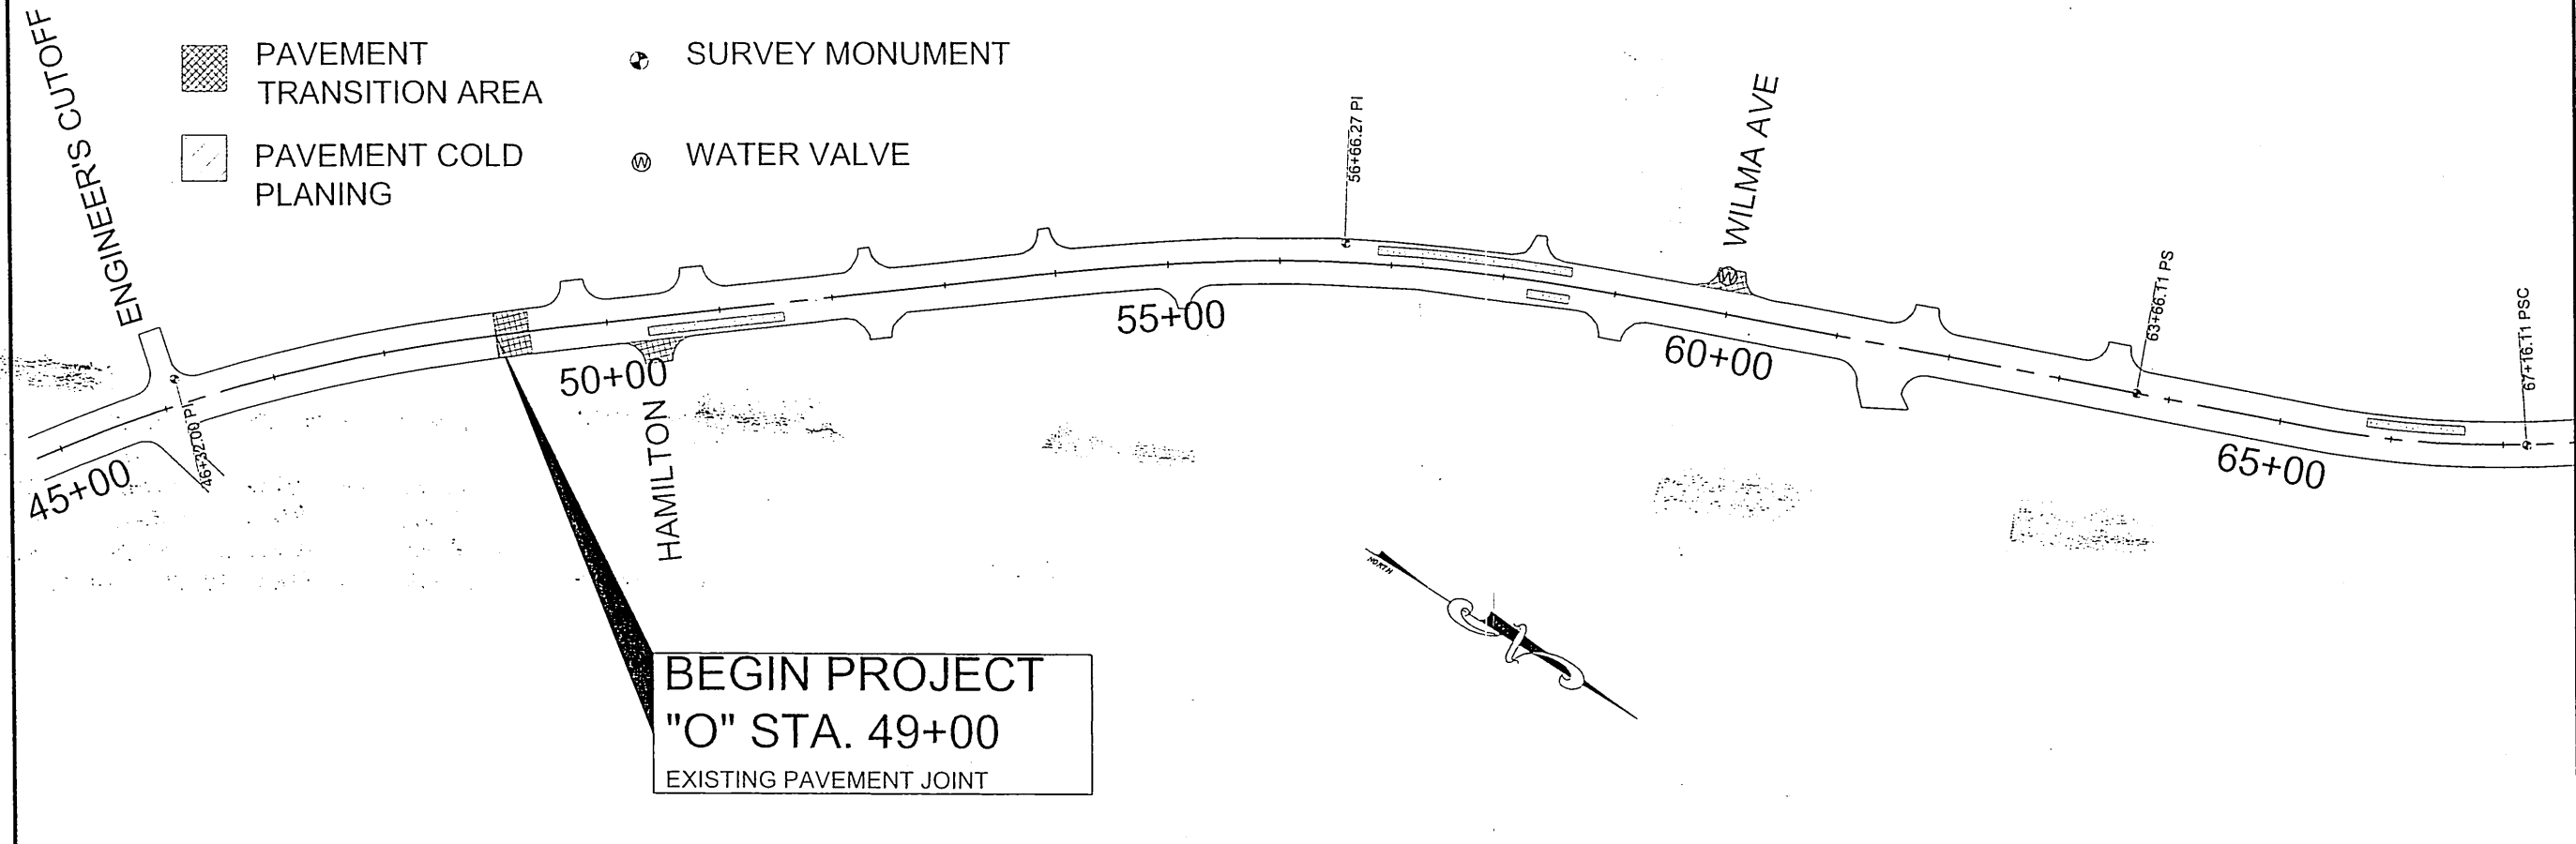 ENGINEER'S CUTOFF
PAVEMENT
TRANSITION AREA
SURVEY MONUMENT
PAVEMENT COLD
PLANING
WATER VALVE
W
56+66.27 PI
WILMA AVE
W
63+66.11 PS
67+16.11 PSC
46+32.00 PI
45+00
50+00
55+00
60+00
65+00
HAMILTON
NORTH
BEGIN PROJECT
"O" STA. 49+00
EXISTING PAVEMENT JOINT